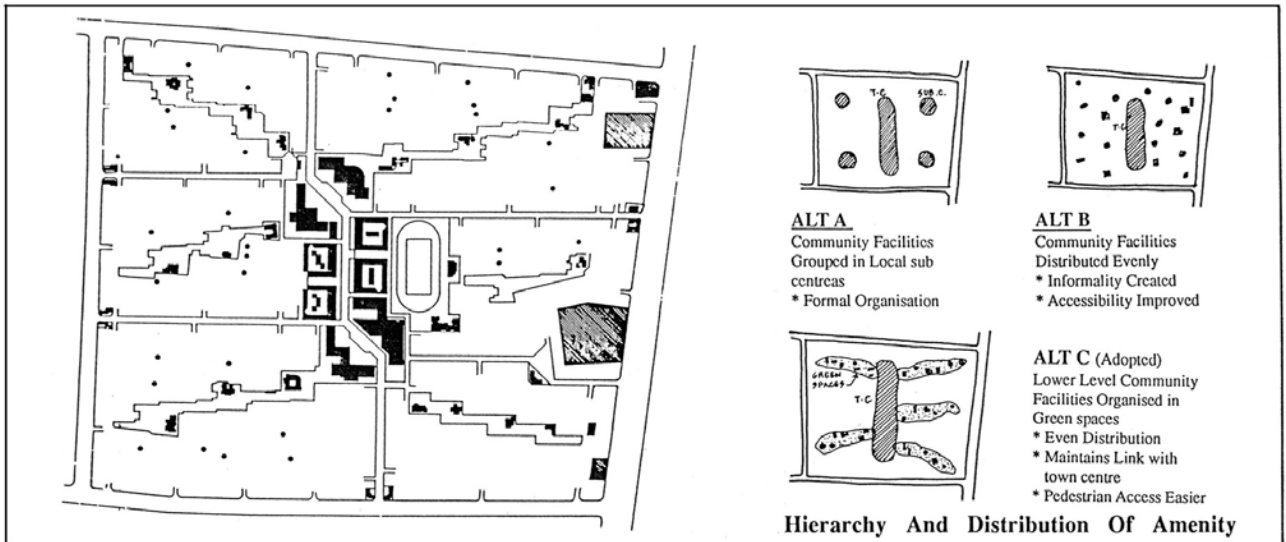 T-C SUB.C.
ALT A
Community Facilities
Grouped in Local sub
centreas
* Formal Organisation
T-C
ALT B
Community Facilities
Distributed Evenly
* Informality Created
* Accessibility Improved
GREEN
SPACES
T-C
ALT C (Adopted)
Lower Level Community
Facilities Organised in
Green spaces
* Even Distribution
* Maintains Link with
town centre
* Pedestrian Access Easier
Hierarchy And Distribution Of Amenity